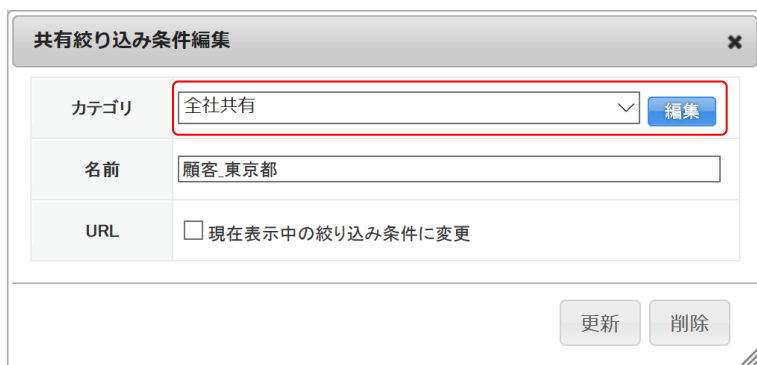 共有絞り込み条件編集
カテゴリ 全社共有 編集
名前 顧客_東京都
URL 現在表示中の絞り込み条件に変更
更新 削除